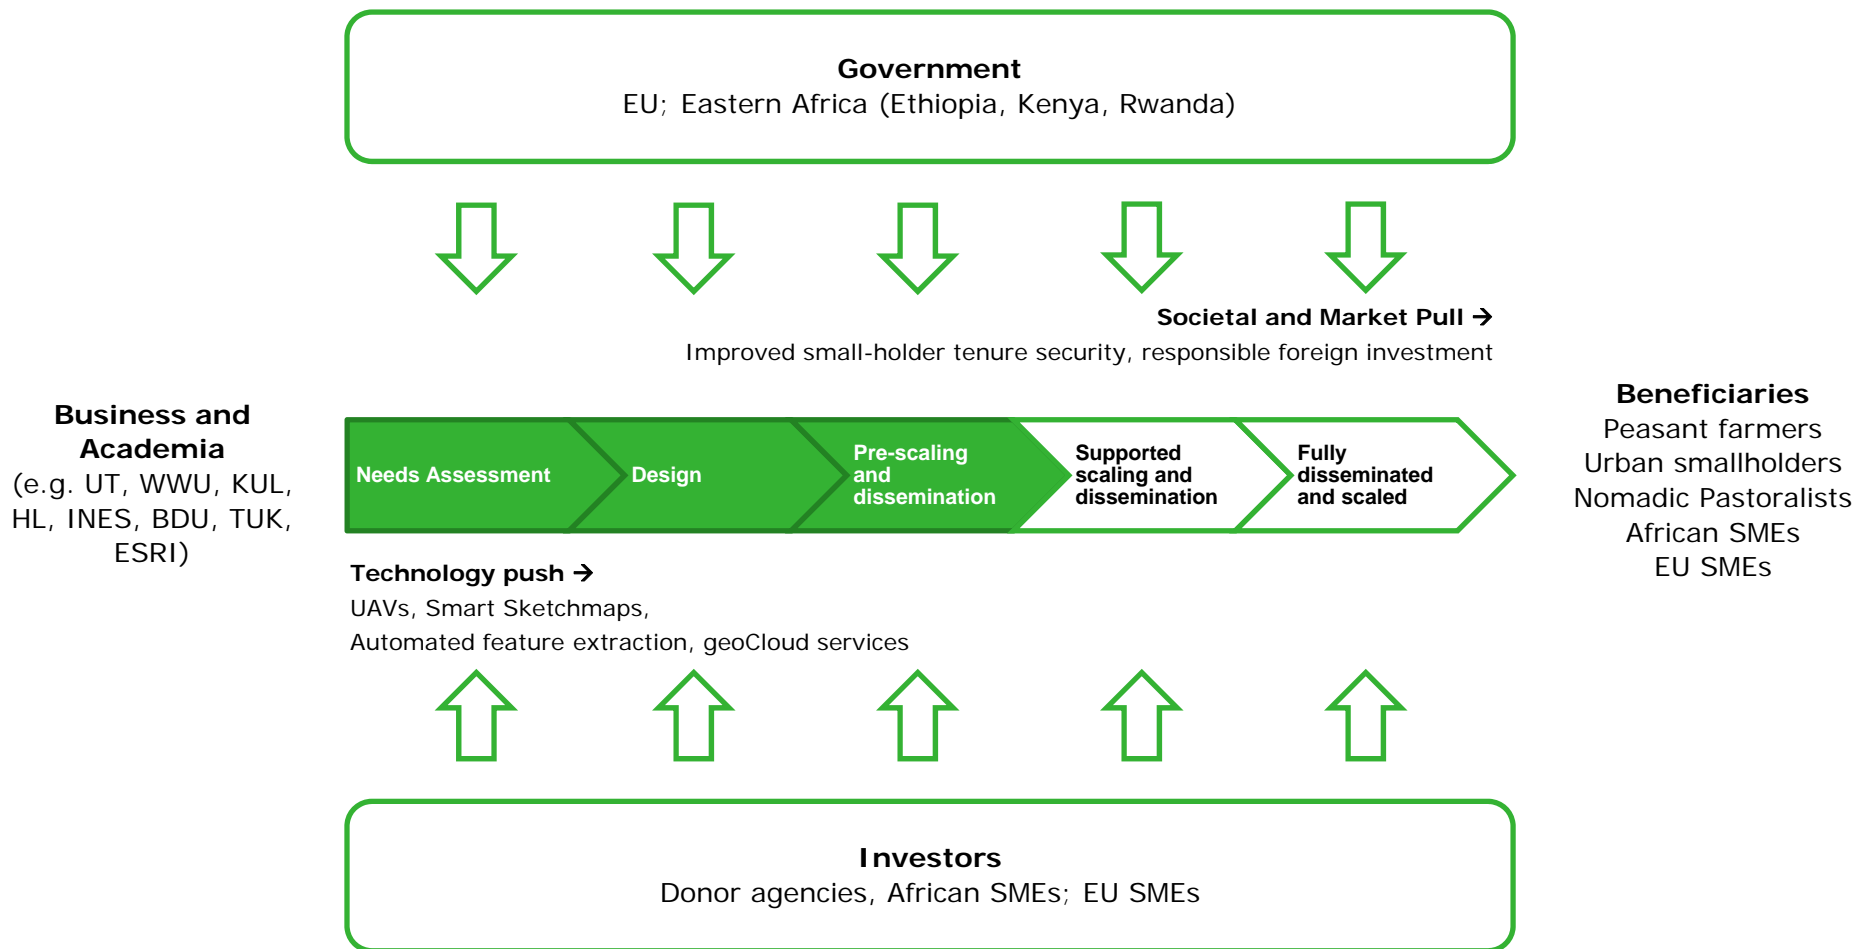 Government
EU; Eastern Africa (Ethiopia, Kenya, Rwanda)
Societal and Market Pull →
Improved small-holder tenure security, responsible foreign investment
Business and
Academia
(e.g. UT, WWU, KUL,
HL, INES, BDU, TUK,
ESRI)
Needs Assessment
Design
Pre-scaling
and
dissemination
Supported
scaling and
dissemination
Fully
disseminated
and scaled
Beneficiaries
Peasant farmers
Urban smallholders
Nomadic Pastoralists
African SMEs
EU SMEs
Technology push →
UAVs, Smart Sketchmaps,
Automated feature extraction, geoCloud services
Investors
Donor agencies, African SMEs; EU SMEs